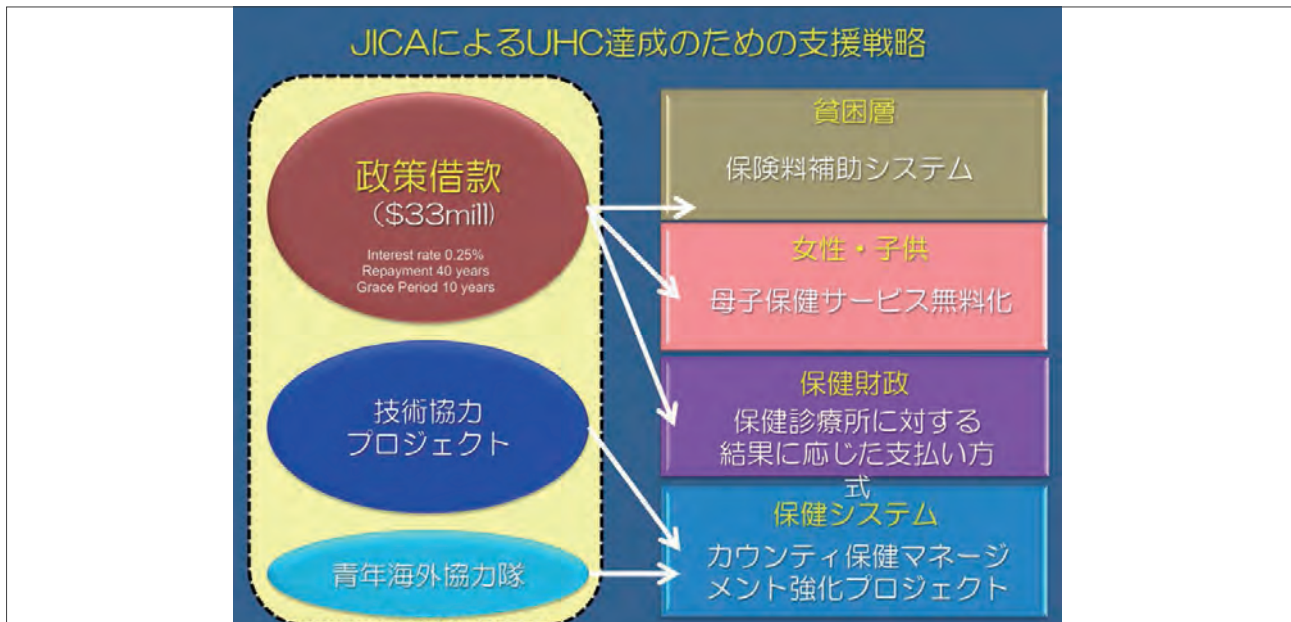 JICAによるUHC達成のための支援戦略
政策借款
($33mill)
Interest rate 0.25%
Repayment 40 years
Grace Period 10 years
技術協力
プロジェクト
青年海外協力隊
貧困層
保険料補助システム
女性・子供
母子保健サービス無料化
保健財政
保健診療所に対する
結果に応じた支払い方
式
保健システム
カウンティ保健マネージ
メント強化プロジェクト